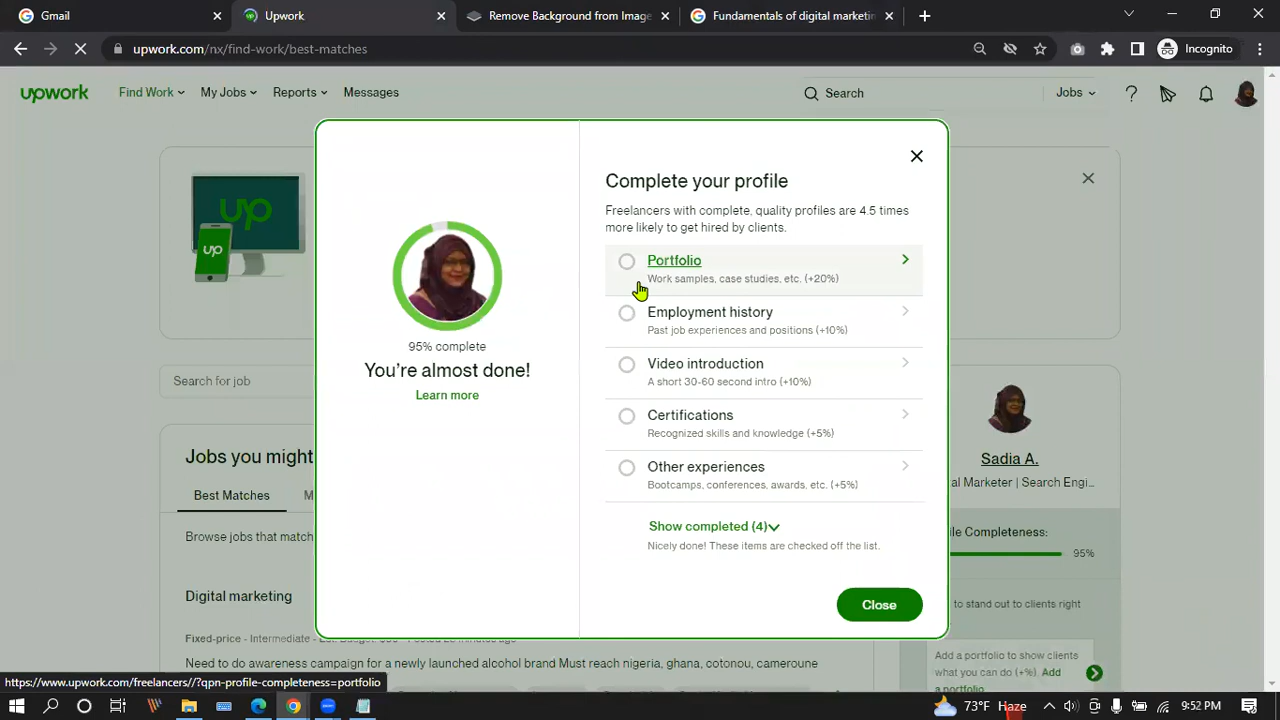 Gmail
Upwork
Remove Background from Image
Fundamentals of digital marketin
upwork.com/nx/find-work/best-matches
Incognito
upwork
Find Work
My Jobs
Reports
Messages
Search
Jobs
up
up
Complete your profile
Freelancers with complete, quality profiles are 4.5 times
more likely to get hired by clients.
Portfolio
Work samples, case studies, etc. (+20%)
Employment history
Past job experiences and positions (+10%)
95% complete
You're almost done!
Learn more
Video introduction
A short 30-60 second intro (+10%)
Certifications
Recognized skills and knowledge (+5%)
Other experiences
Bootcamps, conferences, awards, etc. (+5%)
Show completed (4)
Nicely done! These items are checked off the list.
Close
Search for job
Jobs you might
Best Matches
M
Browse jobs that match
Digital marketing
Fixed-price - Intermediate
Need to do awareness campaign for a newly launched alcohol brand Must reach nigeria, ghana, cotonou, cameroune
Sadia A.
al Marketer | Search Engi...
ile Completeness:
95%
to stand out to clients right
Add a portfolio to show clients
what you can do (+%). Add
a portfolio
https://www.upwork.com/freelancers//?qpn-profile-completeness=portfolio
73°F Haze
9:52 PM